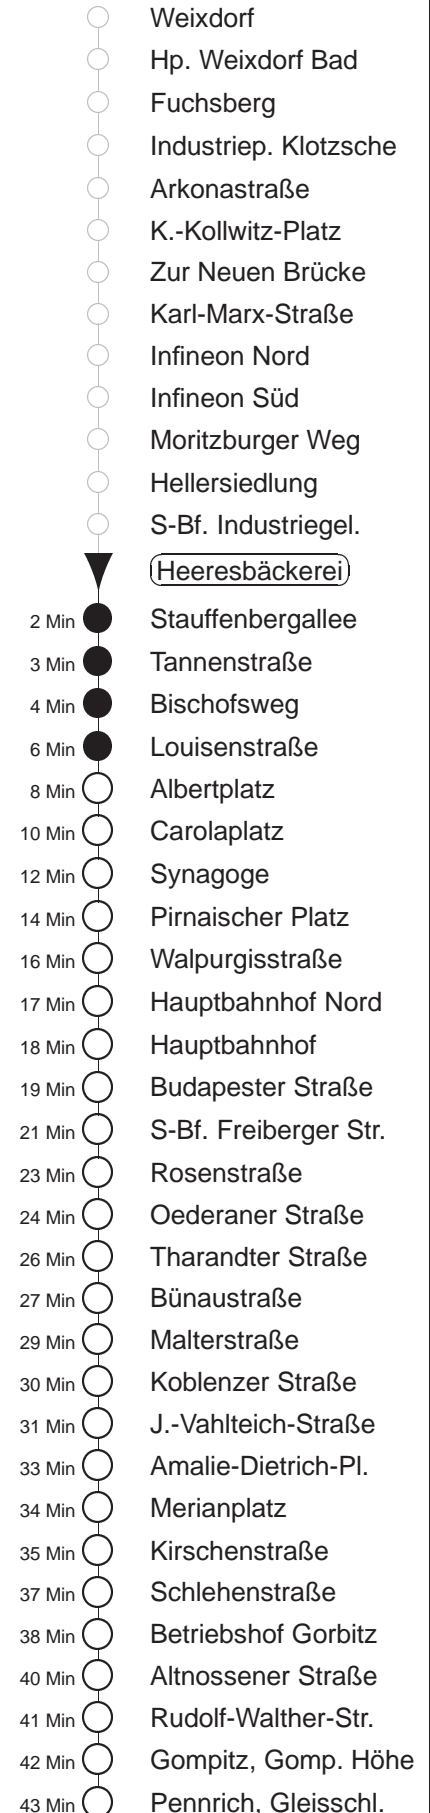 Weixdorf
Hp. Weixdorf Bad
Fuchsberg
Industriep. Klotzsche
Arkonastraße
K.-Kollwitz-Platz
Zur Neuen Brücke
Karl-Marx-Straße
Infineon Nord
Infineon Süd
Moritzburger Weg
Hellersiedlung
S-Bf. Industriegel.
Heeresbäckerei
2 Min Stauffenbergallee
3 Min Tannenstraße
4 Min Bischofsweg
6 Min Louisenstraße
8 Min Albertplatz
10 Min Carolaplatz
12 Min Synagoge
14 Min Pirnaischer Platz
16 Min Walpurgisstraße
17 Min Hauptbahnhof Nord
18 Min Hauptbahnhof
19 Min Budapester Straße
21 Min S-Bf. Freiberger Str.
23 Min Rosenstraße
24 Min Oederaner Straße
26 Min Tharandter Straße
27 Min Bünaustraße
29 Min Malterstraße
30 Min Koblenzer Straße
31 Min J.-Vahlteich-Straße
33 Min Amalie-Dietrich-Pl.
34 Min Merianplatz
35 Min Kirschenstraße
37 Min Schlehenstraße
38 Min Betriebshof Gorbitz
40 Min Altnossener Straße
41 Min Rudolf-Walther-Str.
42 Min Gompitz, Gomp. Höhe
43 Min Pennrich, Gleisschl.